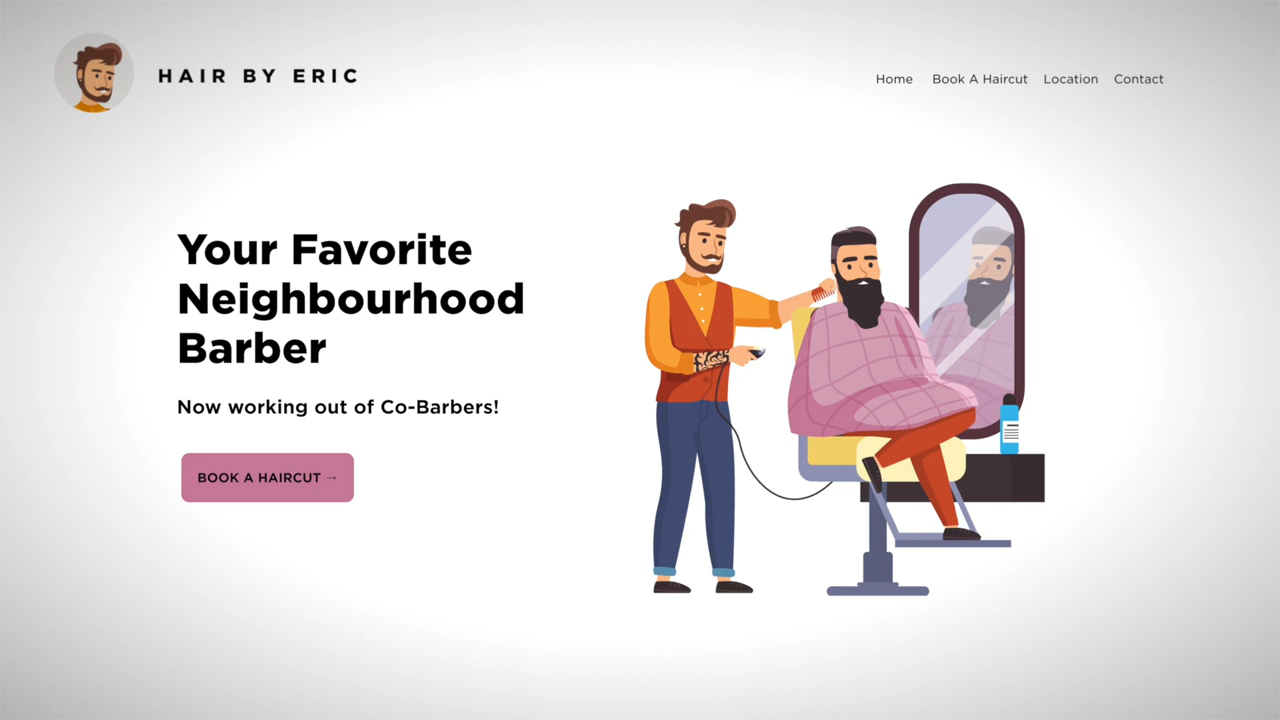 HAIR BY ERIC
Home Book A Haircut Location Contact
Your Favorite
Neighbourhood
Barber
Now working out of Co-Barbers!
BOOK A HAIRCUT →